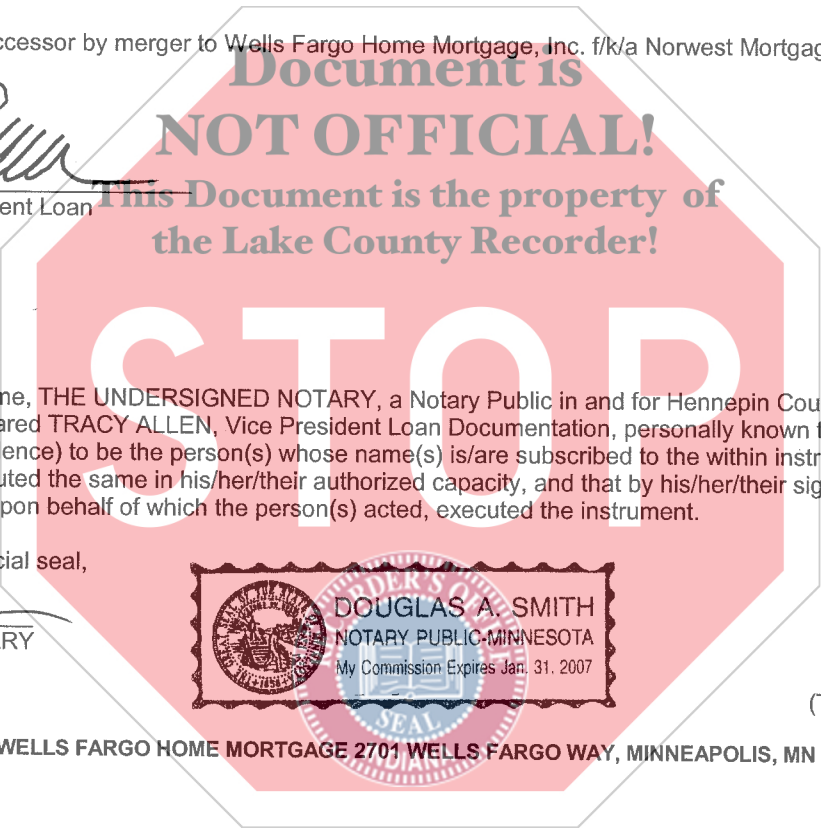 ccessor by merger to Wells Fargo Home Mortgage, Inc. f/k/a Norwest Mortgag
Document is
NOT OFFICIAL!
This Document is the property of
ent Loan
the Lake County Recorder!
STOP
me, THE UNDERSIGNED NOTARY, a Notary Public in and for Hennepin Cou
ared TRACY ALLEN, Vice President Loan Documentation, personally known t
ence) to be the person(s) whose name(s) is/are subscribed to the within instr
uted the same in his/her/their authorized capacity, and that by his/her/their sig
pon behalf of which the person(s) acted, executed the instrument.
cial seal,
DOUGLAS A. SMITH
NOTARY PUBLIC-MINNESOTA
My Commission Expires Jan. 31. 2007
RY
SEAL
INDIANA
(T
WELLS FARGO HOME MORTGAGE 2701 WELLS FARGO WAY, MINNEAPOLIS, MN